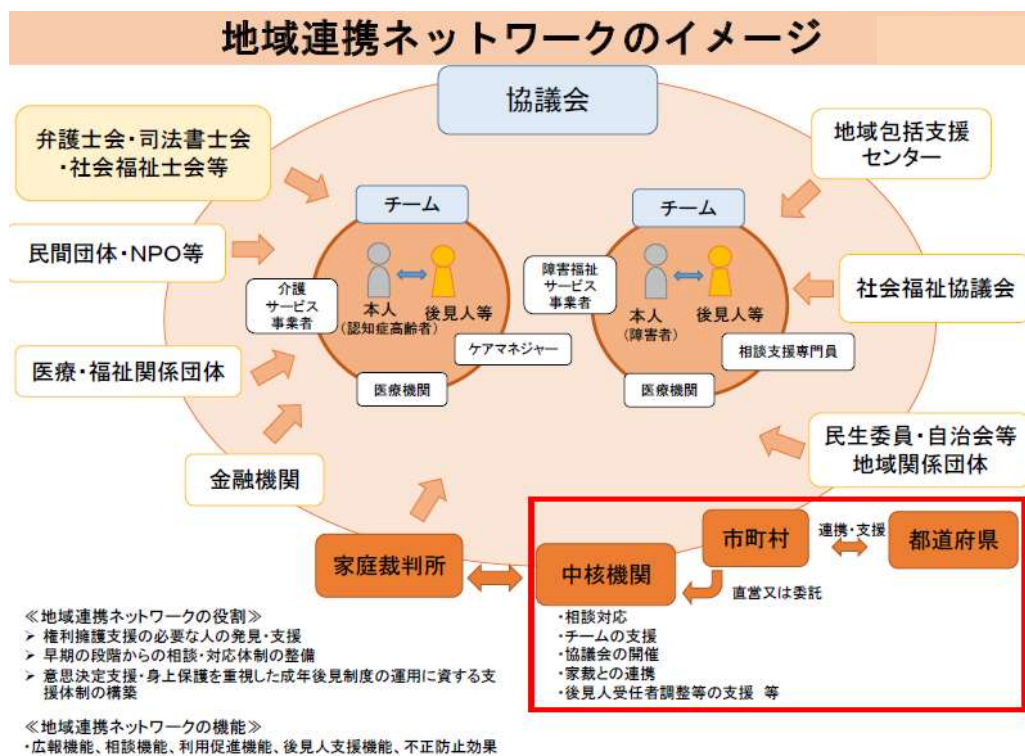 地域連携ネットワークのイメージ
協議会
弁護士会・司法書士会
・社会福祉士会等
地域包括支援
センター
チーム
チーム
民間団体・NPO等
介護
サービス
事業者
本人
(認知症高齢者)
後見人等
ケアマネジャー
医療機関
障害福祉
サービス
事業者
本人
(障害者)
後見人等
相談支援専門員
医療機関
社会福祉協議会
医療・福祉関係団体
金融機関
民生委員・自治会等
地域関係団体
家庭裁判所
中核機関
市町村
連携・支援
都道府県
直営又は委託
・相談対応
・チームの支援
・協議会の開催
・家裁との連携
・後見人受任者調整等の支援 等
≪地域連携ネットワークの役割≫
➢ 権利擁護支援の必要な人の発見・支援
➢ 早期の段階からの相談・対応体制の整備
➢ 意思決定支援・身上保護を重視した成年後見制度の運用に資する支
援体制の構築
≪地域連携ネットワークの機能≫
・広報機能、相談機能、利用促進機能、後見人支援機能、不正防止効果